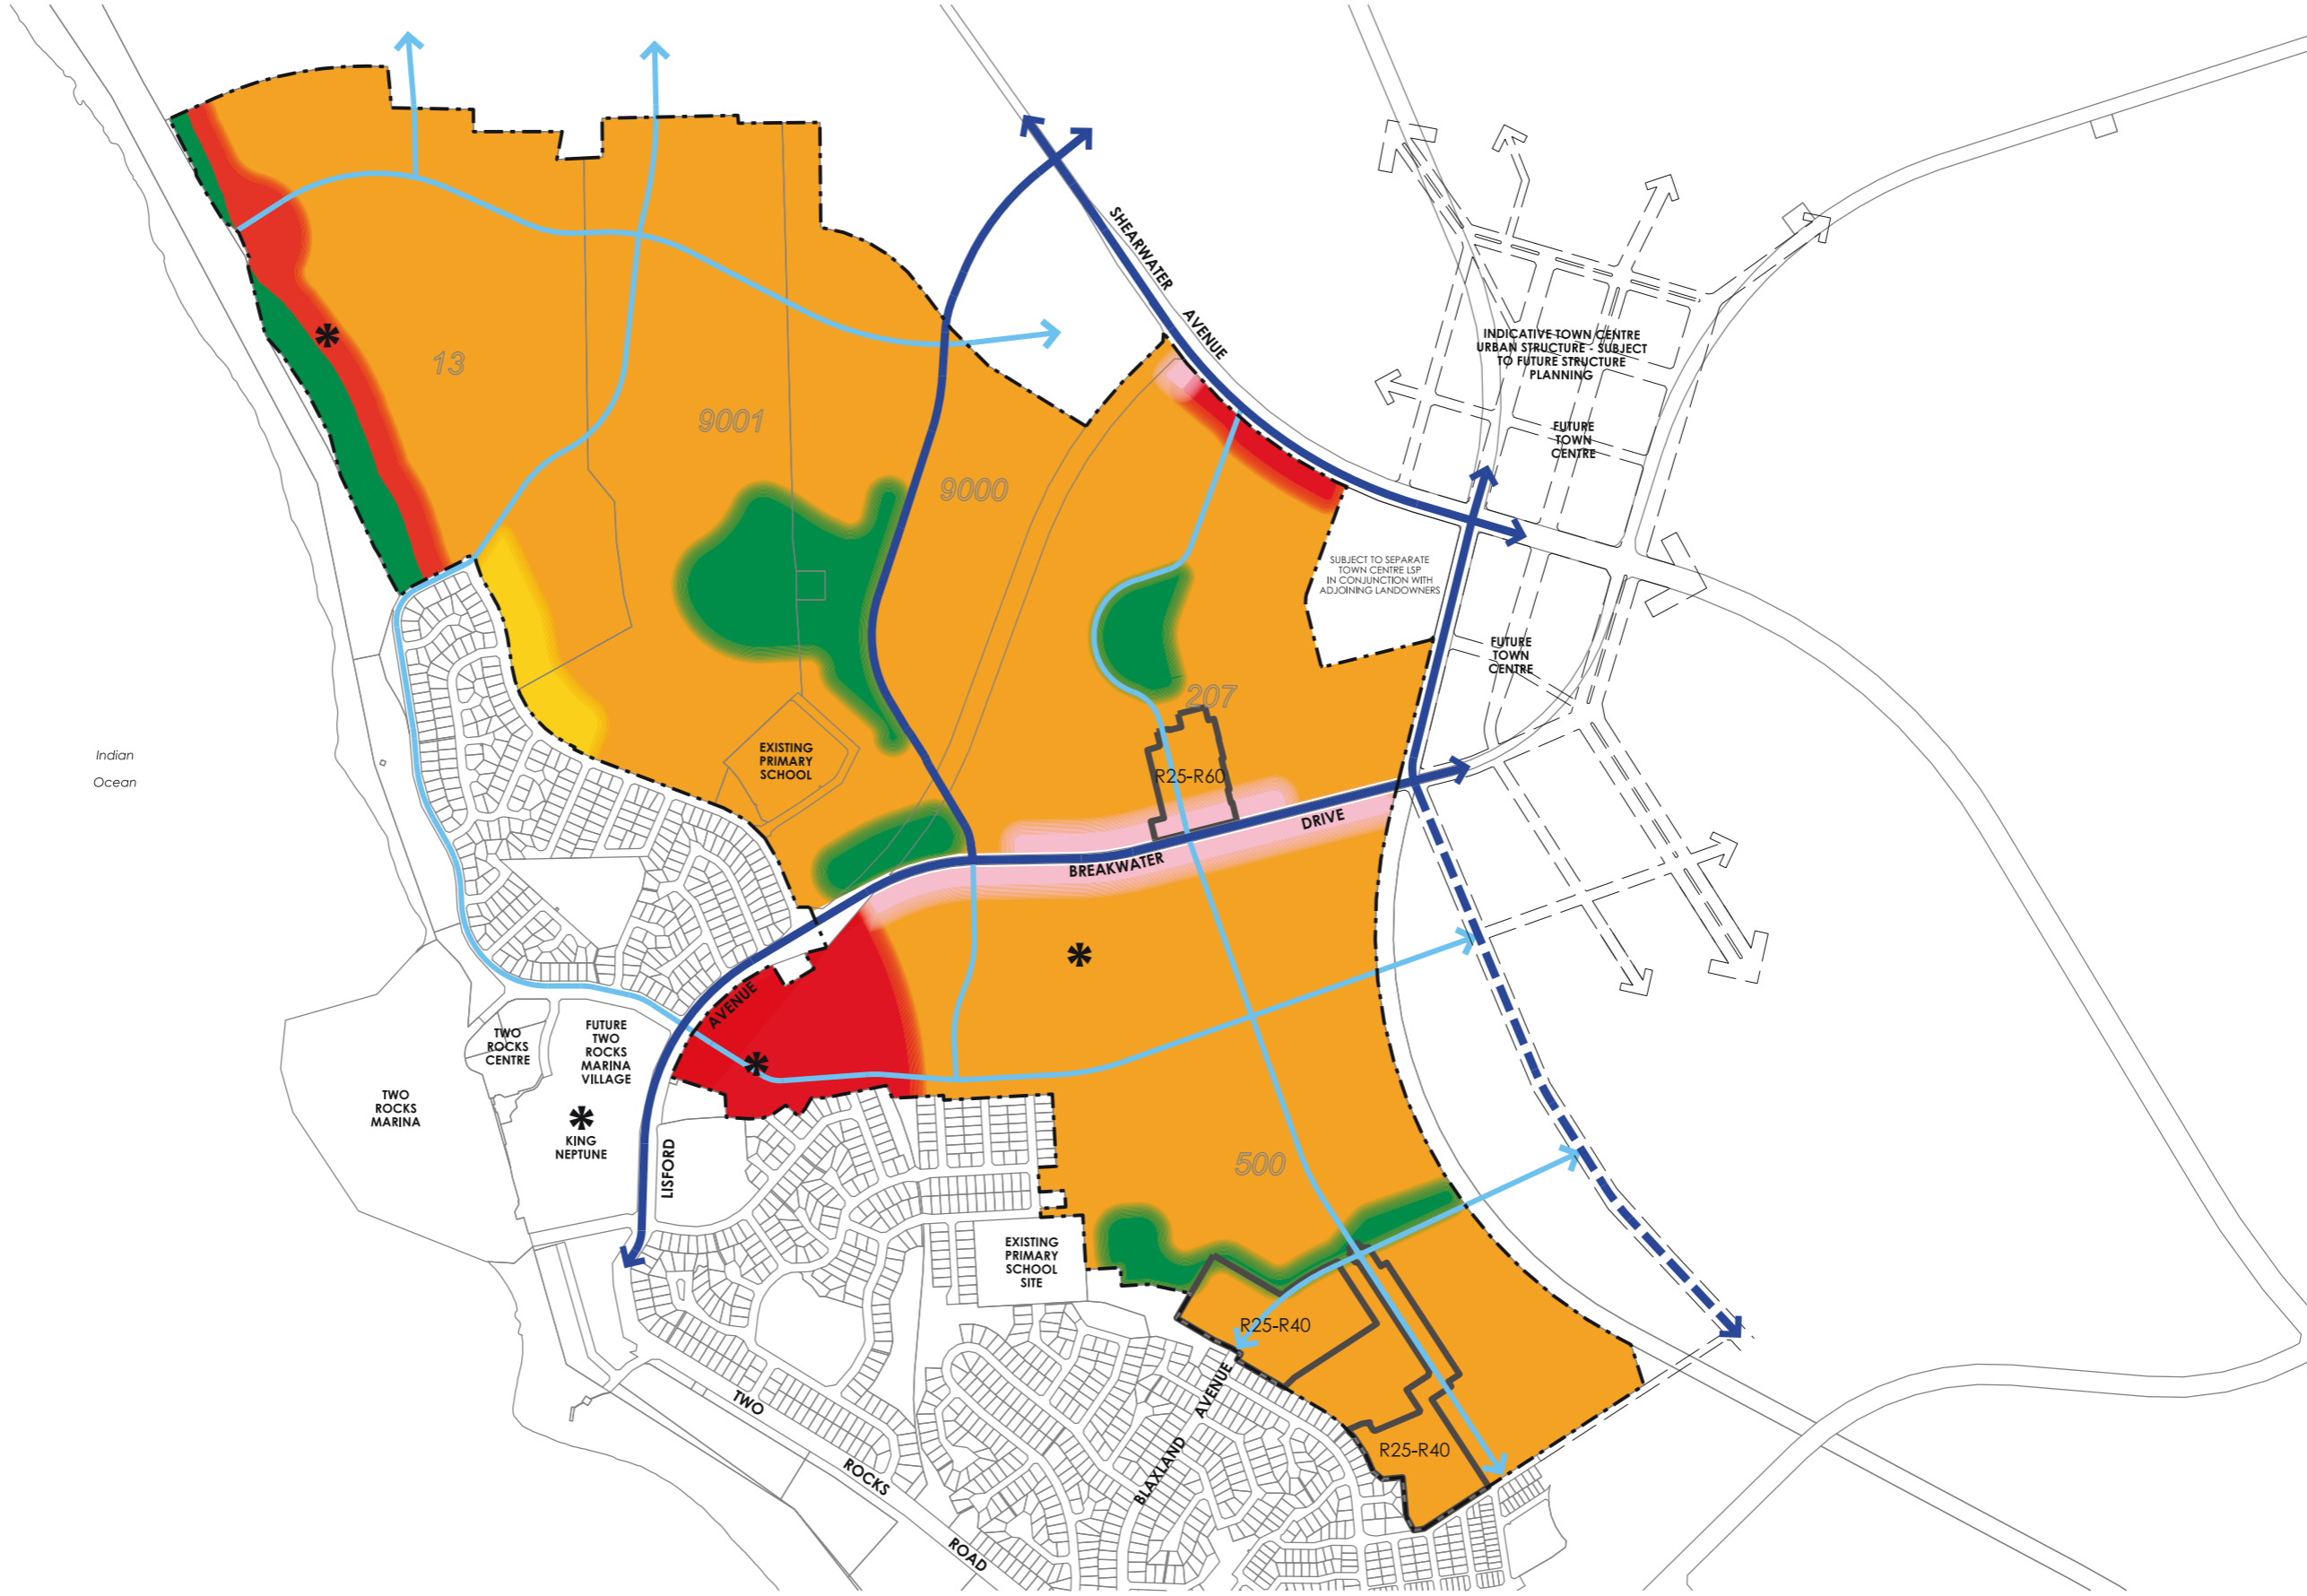 SHEARWATER
AVENUE
INDICATIVE TOWN CENTRE
URBAN STRUCTURE - SUBJECT
TO FUTURE STRUCTURE
PLANNING
13
9001
9000
FUTURE
TOWN
CENTRE
SUBJECT TO SEPARATE
TOWN CENTRE LSP
IN CONJUNCTION WITH
ADJOINING LANDOWNERS
FUTURE
TOWN
CENTRE
207
Indian
Ocean
EXISTING
PRIMARY
SCHOOL
R25-R60
DRIVE
BREAKWATER
*
*
AVENUE
*
TWO
ROCKS
CENTRE
FUTURE
TWO
ROCKS
MARINA
VILLAGE
TWO
ROCKS
MARINA
*
KING
NEPTUNE
LISFORD
500
EXISTING
PRIMARY
SCHOOL
SITE
R25-R40
TWO
ROCKS
ROAD
BLAXLAND
AVENUE
R25-R40